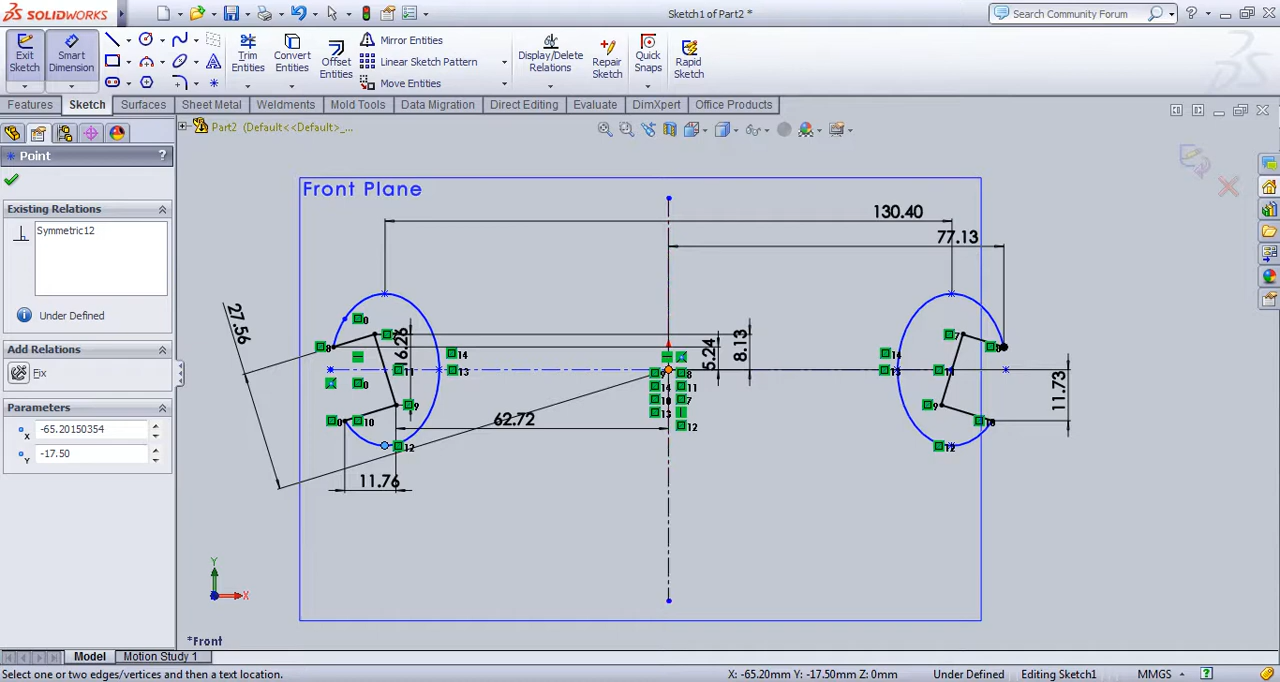 SOLIDWORKS
Sketch1 of Part2 *
Search Community Forum
Exit Sketch
Smart Dimension
Trim Entities
Convert Entities
Offset Entities
Mirror Entities
Linear Sketch Pattern
Move Entities
Display/Delete Relations
Repair Sketch
Quick Snaps
Rapid Sketch
Features
Sketch
Surfaces
Sheet Metal
Weldments
Mold Tools
Data Migration
Direct Editing
Evaluate
DimXpert
Office Products
Part2 (Default<<Default>_...
Point
?
Existing Relations
Symmetric12
Under Defined
Add Relations
Fix
Parameters
X
-65.20150354
Y
-17.50
Front Plane
130.40
77.13
27.56
16.26
5.24
8.13
62.72
11.76
11.73
Y
X
*Front
Model
Motion Study 1
Select one or two edges/vertices and then a text location.
X: -65.20mm Y: -17.50mm Z: 0mm
Under Defined
Editing Sketch1
MMGS